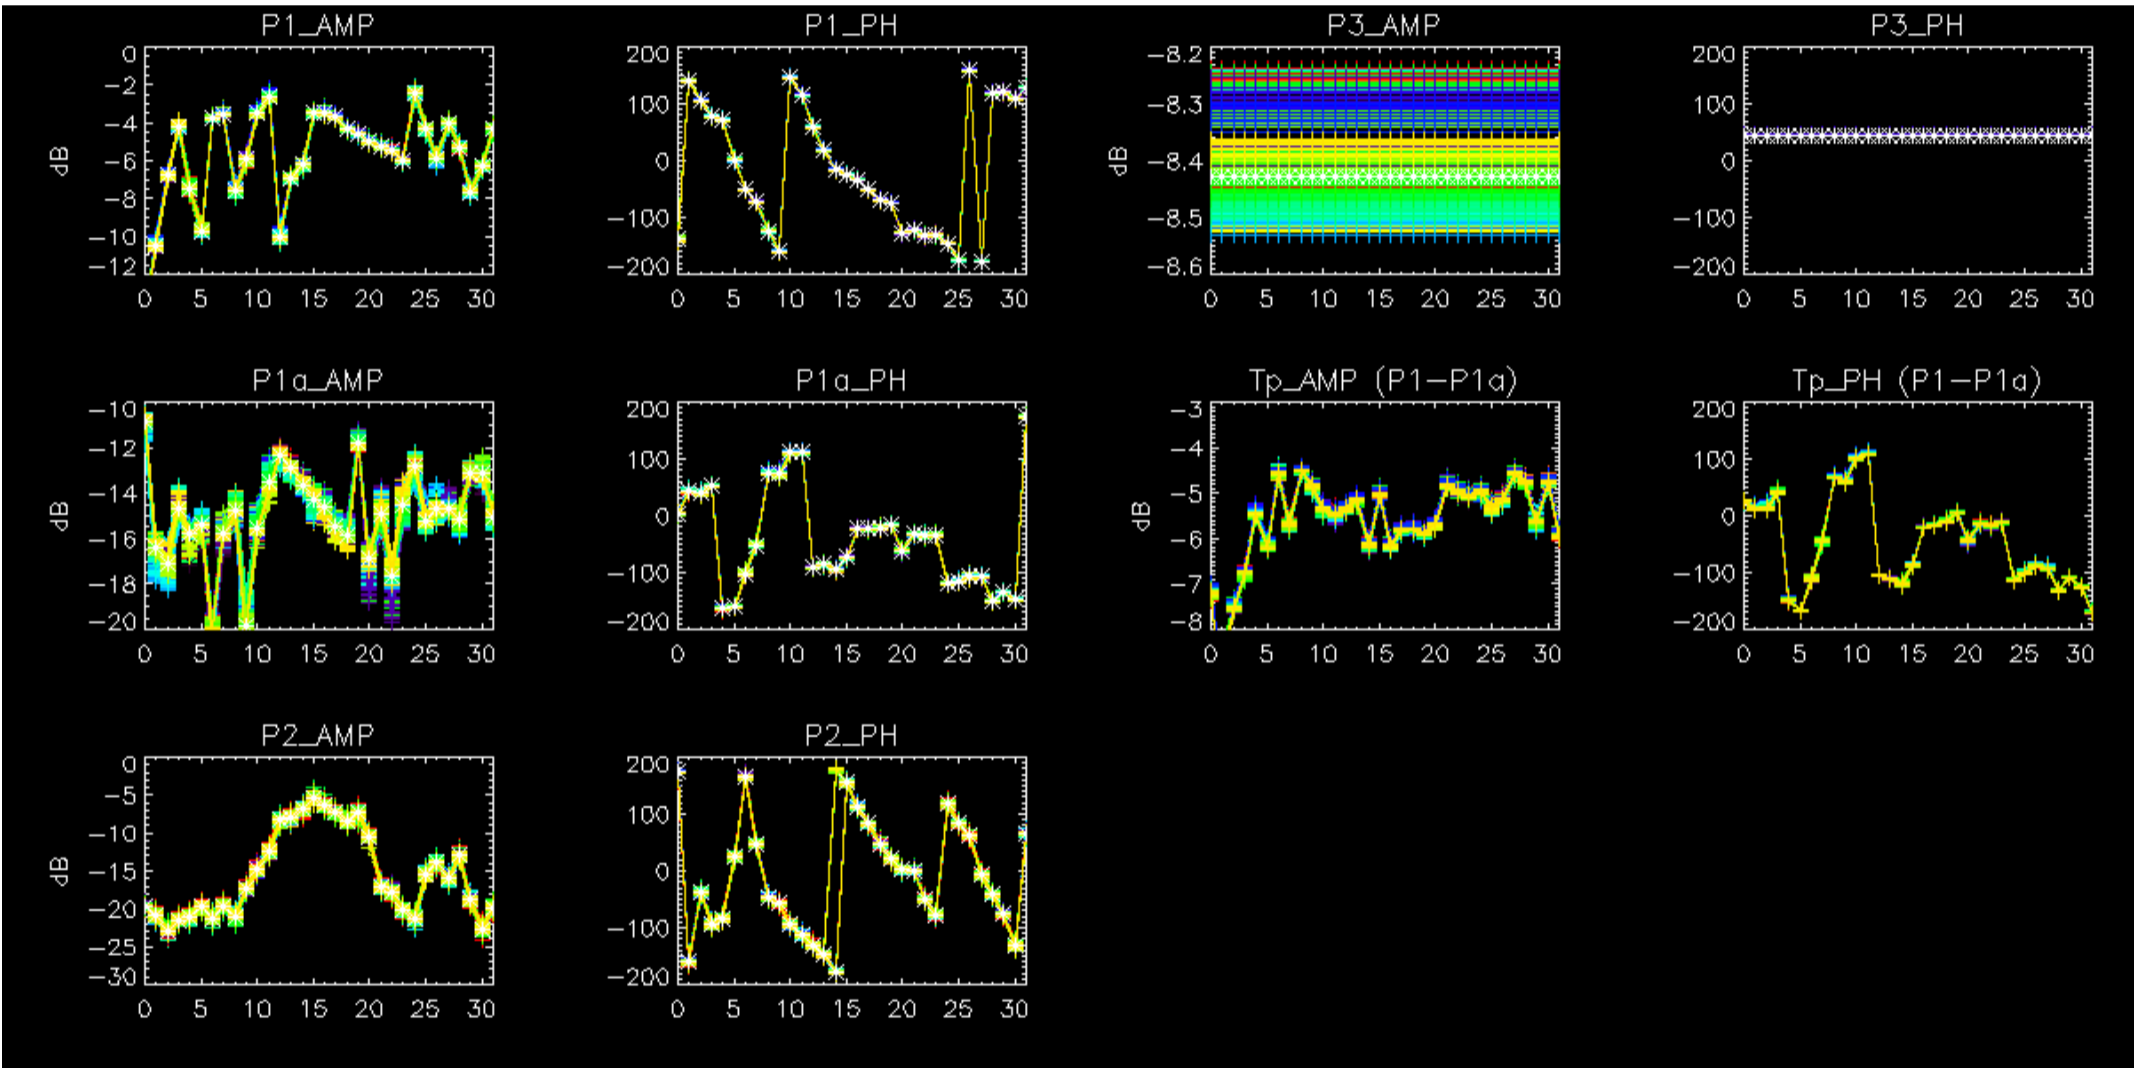 P1_AMP
P1_PH
P3_AMP
P3_PH
0
-2
-4
-6
-8
-10
-12
dB
0 5 10 15 20 25 30
200
100
0
-100
-200
0 5 10 15 20 25 30
-8.2
-8.3
-8.4
-8.5
-8.6
dB
0 5 10 15 20 25 30
200
100
0
-100
-200
0 5 10 15 20 25 30
P1a_AMP
P1a_PH
Tp_AMP (P1-P1a)
Tp_PH (P1-P1a)
-10
-12
-14
-16
-18
-20
dB
0 5 10 15 20 25 30
200
100
0
-100
-200
0 5 10 15 20 25 30
-3
-4
-5
-6
-7
-8
dB
0 5 10 15 20 25 30
200
100
0
-100
-200
0 5 10 15 20 25 30
P2_AMP
P2_PH
0
-5
-10
-15
-20
-25
-30
dB
0 5 10 15 20 25 30
200
100
0
-100
-200
0 5 10 15 20 25 30